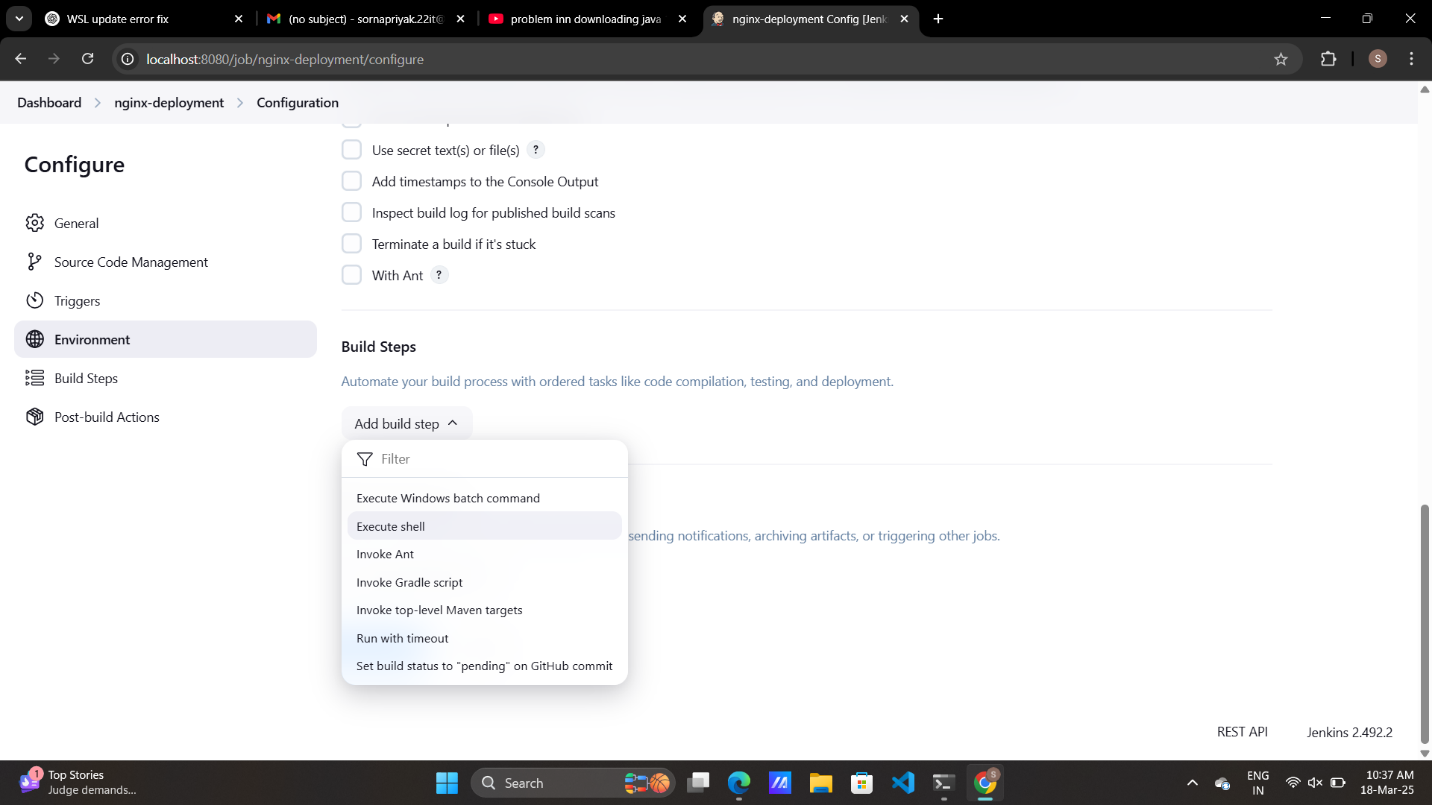 WSL update error fix
(no subject) - sornapriyak.22it@
problem inn downloading java
nginx-deployment Config [Jenk
localhost:8080/job/nginx-deployment/configure
S
Dashboard
nginx-deployment
Configuration
Configure
General
Source Code Management
Triggers
Environment
Build Steps
Post-build Actions
Use secret text(s) or file(s) ?
Add timestamps to the Console Output
Inspect build log for published build scans
Terminate a build if it's stuck
With Ant ?
Build Steps
Automate your build process with ordered tasks like code compilation, testing, and deployment.
Add build step
Filter
Execute Windows batch command
Execute shell
sending notifications, archiving artifacts, or triggering other jobs.
Invoke Ant
Invoke Gradle script
Invoke top-level Maven targets
Run with timeout
Set build status to "pending" on GitHub commit
REST API
Jenkins 2.492.2
1
Top Stories
Judge demands...
Search
S
ENG
IN
10:37 AM
18-Mar-25